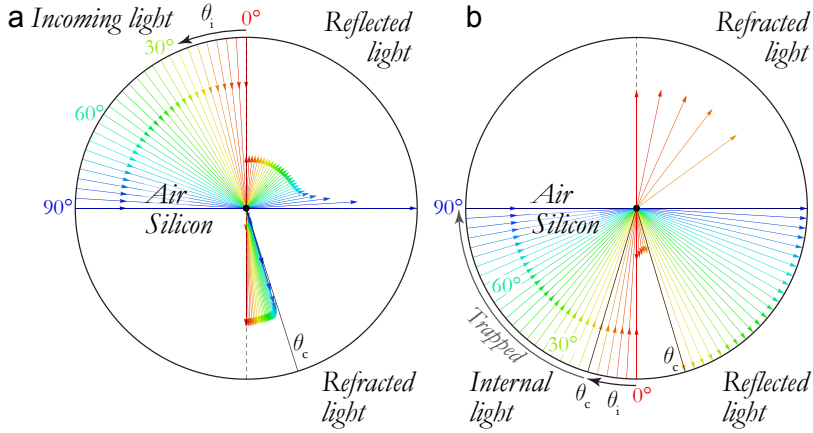 a
Incoming light
θi
0°
Reflected
light
30°
60°
90°
Air
Silicon
θc
Refracted
light
b
Refracted
light
90°
Air
Silicon
60°
30°
Trapped
θc
Internal
light
θc
θi
0°
Reflected
light